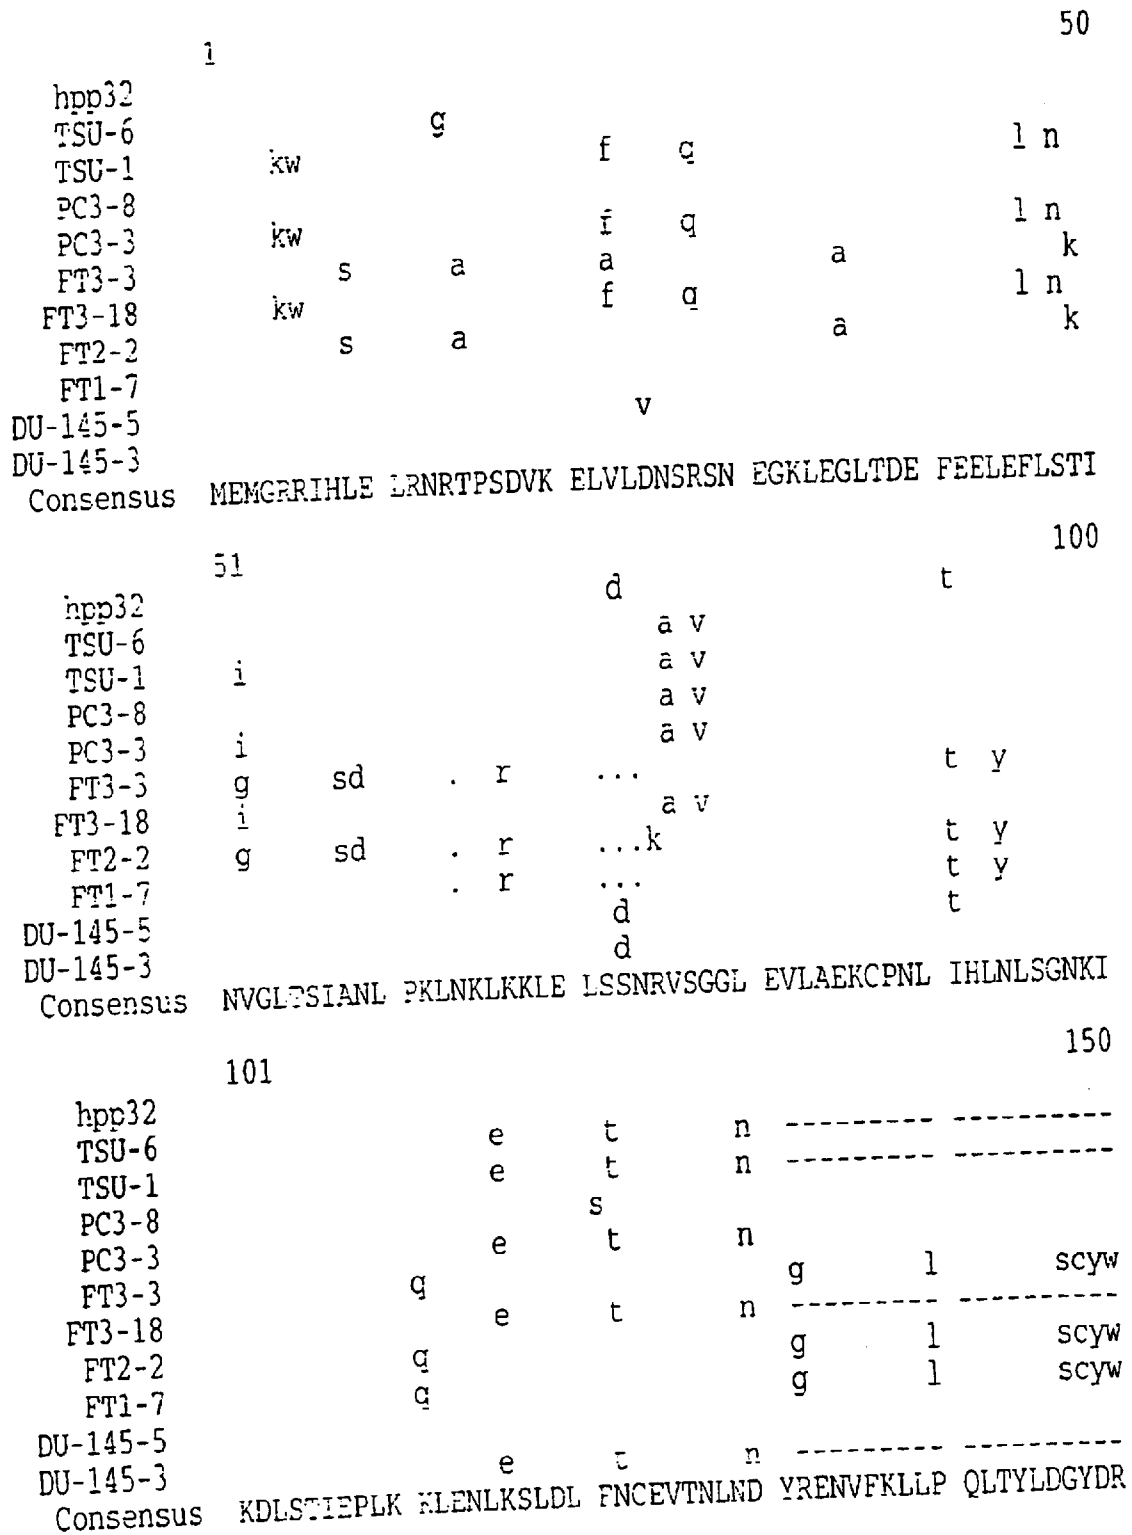 1 50
hpp32
TSU-6 g
TSU-1 kw f q l n
PC3-8
PC3-3 kw f q l n
FT3-3 s a a a k
FT3-18 kw f q l n
FT2-2 s a a k
FT1-7
DU-145-5 v
DU-145-3
Consensus MEMGRRIHLE LRNRTPSDVK ELVLDNSRSN EGKLEGLTDE FEELEFLSTI
51 100
hpp32 d t
TSU-6 a v
TSU-1 i a v
PC3-8 a v
PC3-3 i a v
FT3-3 g sd . r ... t y
FT3-18 i a v
FT2-2 g sd . r ...k t y
FT1-7 . r ... t y
DU-145-5 d t
DU-145-3 d
Consensus NVGLPSIANL PKLNKLKKLE LSSNRVSGGL EVLAEKCPNL IHLNLSGNKI
101 150
hpp32
TSU-6 e t n --------- ----------
TSU-1 e t n --------- ----------
PC3-8 s
PC3-3 e t n
FT3-3 q g l scyw
FT3-18 e t n --------- ----------
FT2-2 q g l scyw
FT1-7 q g l scyw
DU-145-5
DU-145-3 e t n --------- ----------
Consensus KDLSTIEPLK KLENLKSLDL FNCEVTNLND YRENVFKLLP QLTYLDGYDR